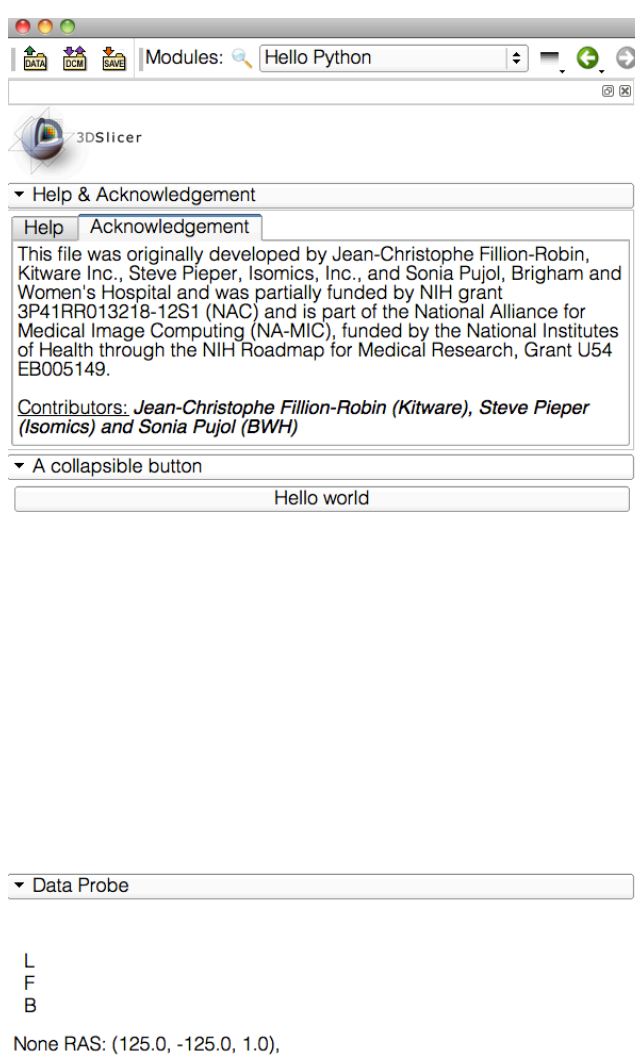 DATA DCM SAVE Modules: Hello Python
3DSlicer
Help & Acknowledgement
Help Acknowledgement
This file was originally developed by Jean-Christophe Fillion-Robin,
Kitware Inc., Steve Pieper, Isomics, Inc., and Sonia Pujol, Brigham and
Women's Hospital and was partially funded by NIH grant
3P41RR013218-12S1 (NAC) and is part of the National Alliance for
Medical Image Computing (NA-MIC), funded by the National Institutes
of Health through the NIH Roadmap for Medical Research, Grant U54
EB005149.
Contributors: Jean-Christophe Fillion-Robin (Kitware), Steve Pieper
(Isomics) and Sonia Pujol (BWH)
A collapsible button
Hello world
Data Probe
L
F
B
None RAS: (125.0, -125.0, 1.0),